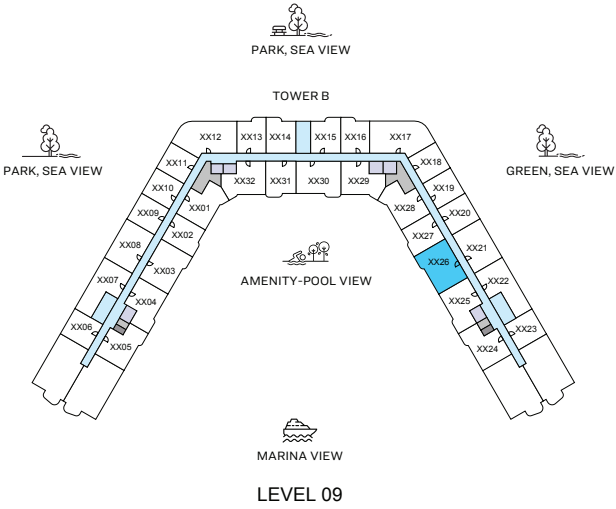 PARK, SEA VIEW
TOWER B
PARK, SEA VIEW
GREEN, SEA VIEW
XX12
XX13
XX14
XX15
XX16
XX17
XX11
XX32
XX31
XX30
XX29
XX18
XX10
XX01
XX28
XX19
XX09
XX02
XX27
XX20
XX08
XX03
XX26
XX21
XX07
XX04
XX25
XX22
XX06
XX05
XX24
XX23
AMENITY-POOL VIEW
MARINA VIEW
LEVEL 09